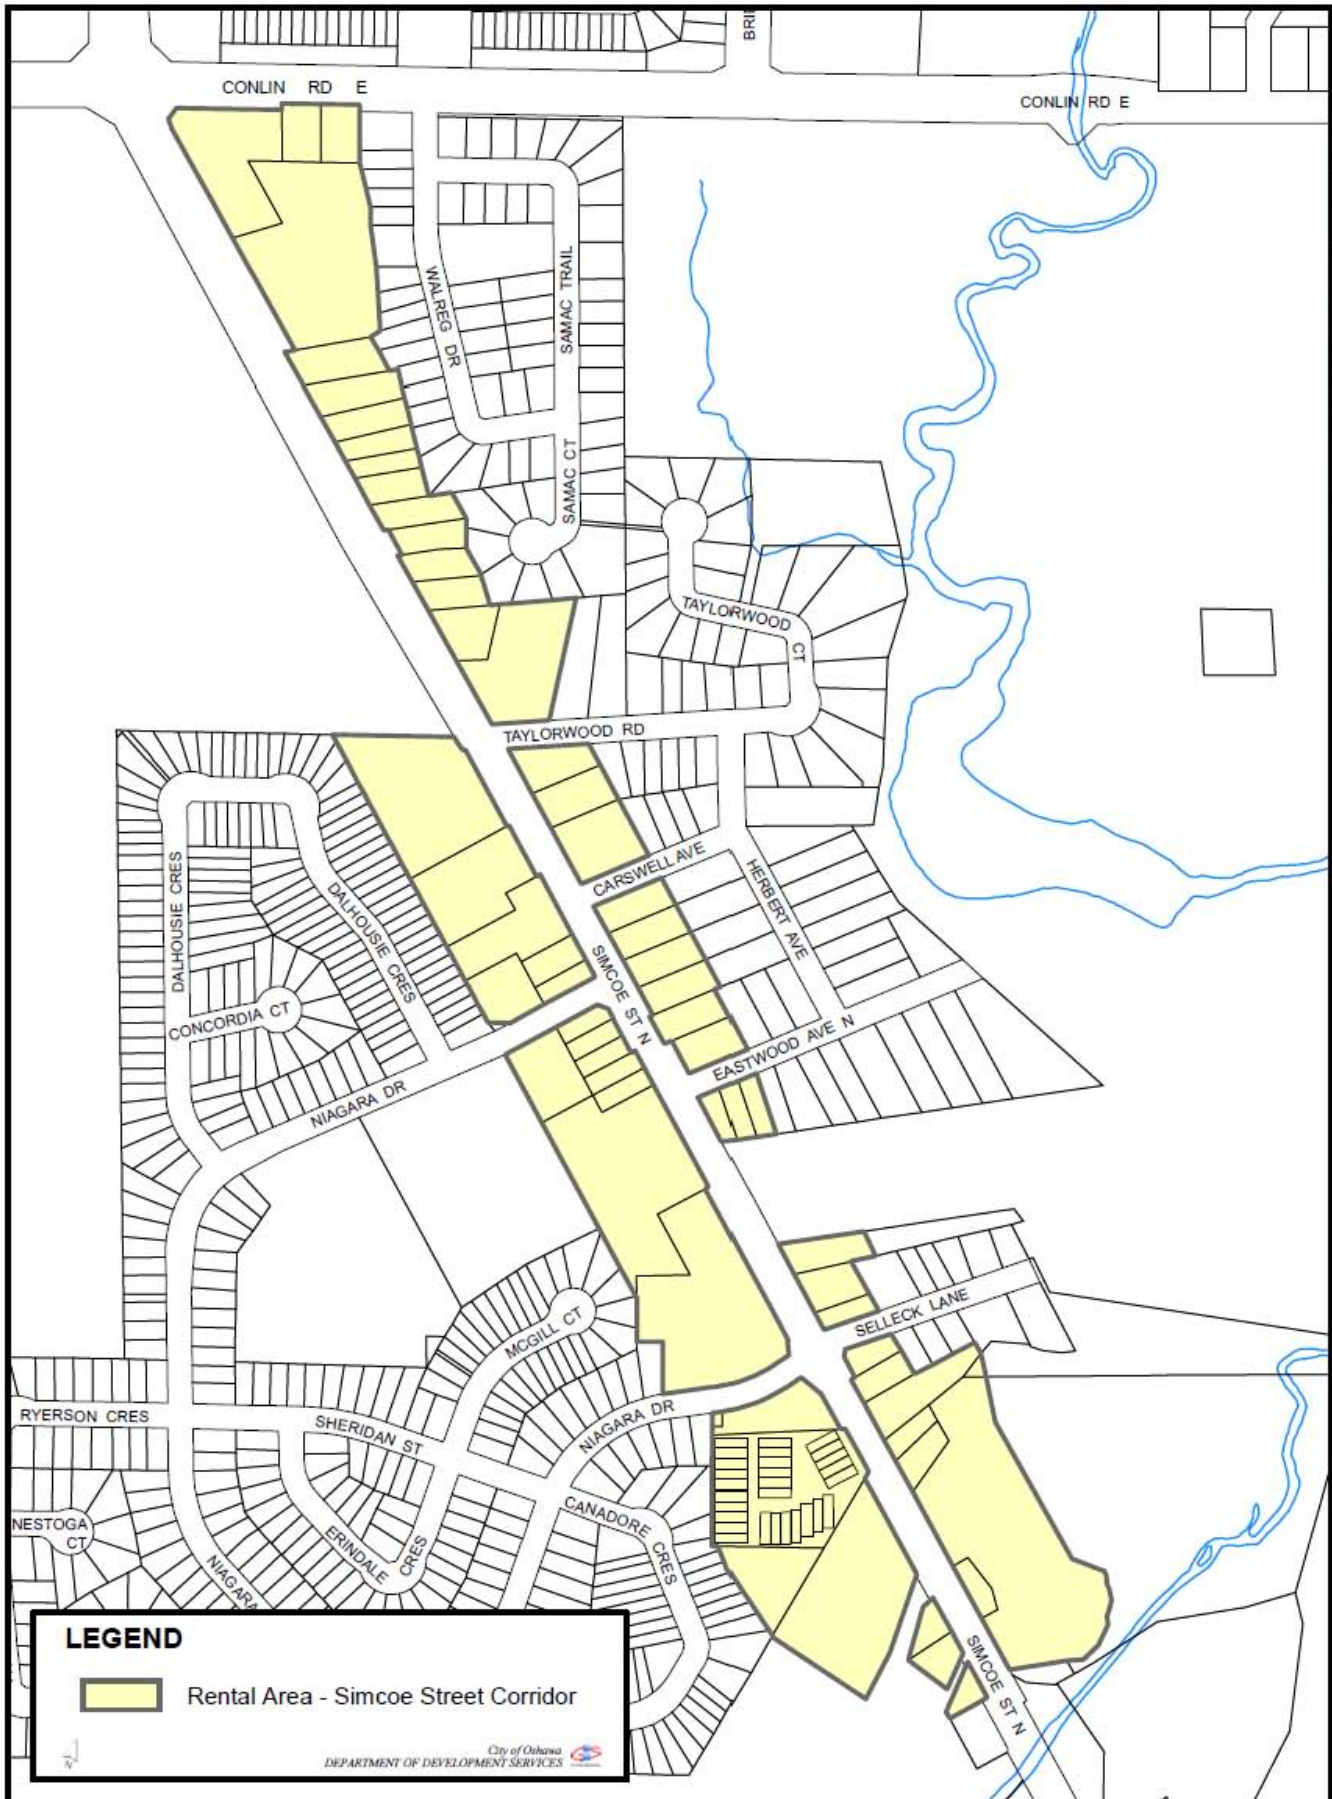 BRI
CONLIN RD E
CONLIN RD E
WALREG DR
SAMAC TRAIL
SAMAC CT
TAYLORWOOD
CT
TAYLORWOOD RD
CARSWELL AVE
HERBERT AVE
DALHOUSIE CRES
DALHOUSIE CRES
SIMCOE ST N
CONCORDIA CT
EASTWOOD AVE N
NIAGARA DR
SELLECK LANE
MCGILL CT
RYERSON CRES
SHERIDAN ST
NIAGARA DR
CANADORE
CRES
NESTOGA
CT
ERINDALE
CRES
NIAGARA
SIMCOE ST N
LEGEND
Rental Area - Simcoe Street Corridor
City of Oshawa
DEPARTMENT OF DEVELOPMENT SERVICES